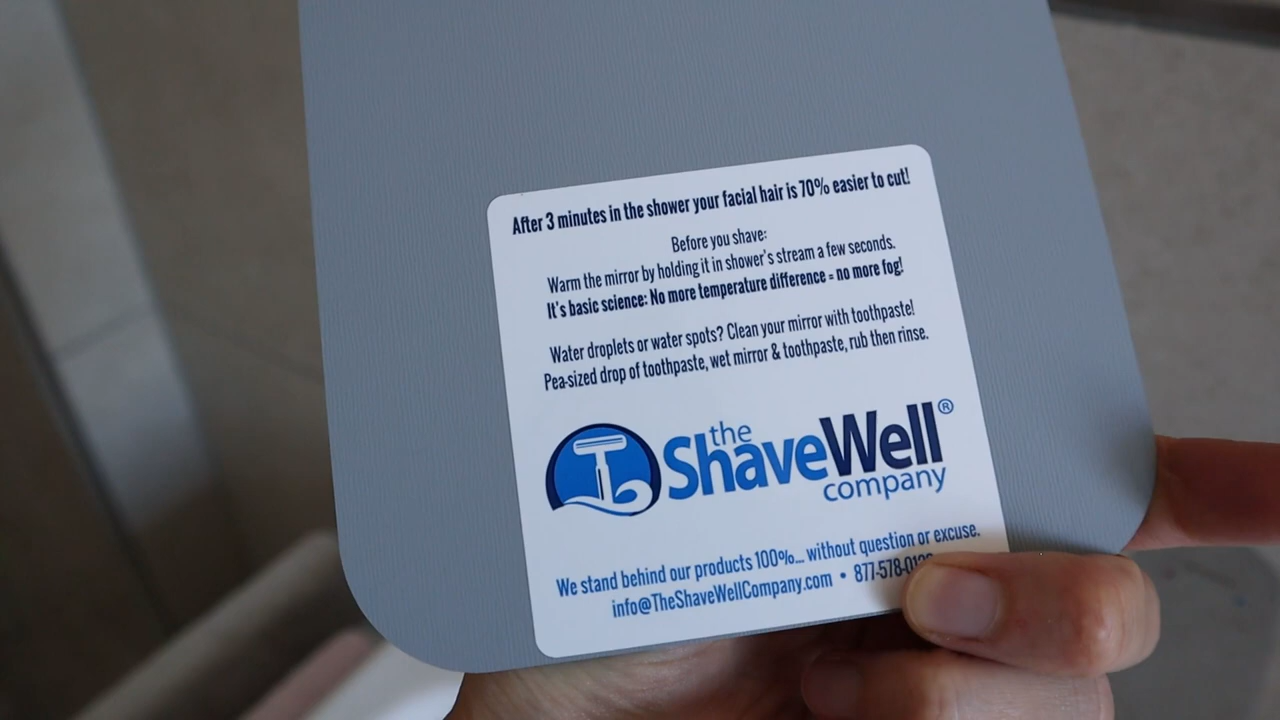 After 3 minutes in the shower your facial hair is 70% easier to cut!
Before you shave:
Warm the mirror by holding it in shower's stream a few seconds.
It's basic science: No more temperature difference = no more fog!
Water droplets or water spots? Clean your mirror with toothpaste!
Pea-sized drop of toothpaste, wet mirror & toothpaste, rub then rinse.
the
ShaveWell®
company
We stand behind our products 100%... without question or excuse.
info@TheShaveWellCompany.com •